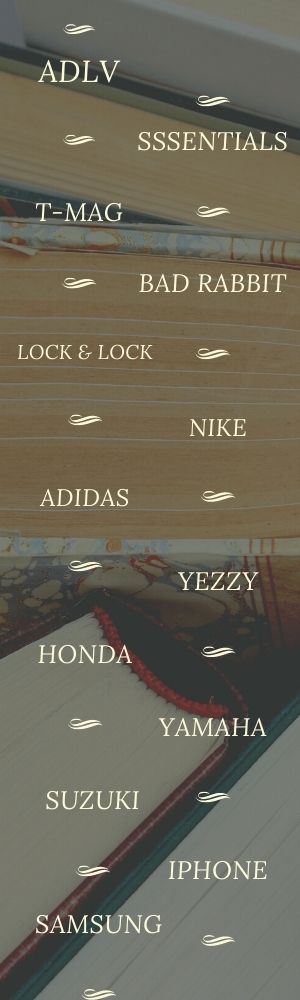 ADLV
SSSENTIALS
T-MAG
BAD RABBIT
LOCK & LOCK
NIKE
ADIDAS
YEZZY
HONDA
YAMAHA
SUZUKI
IPHONE
SAMSUNG